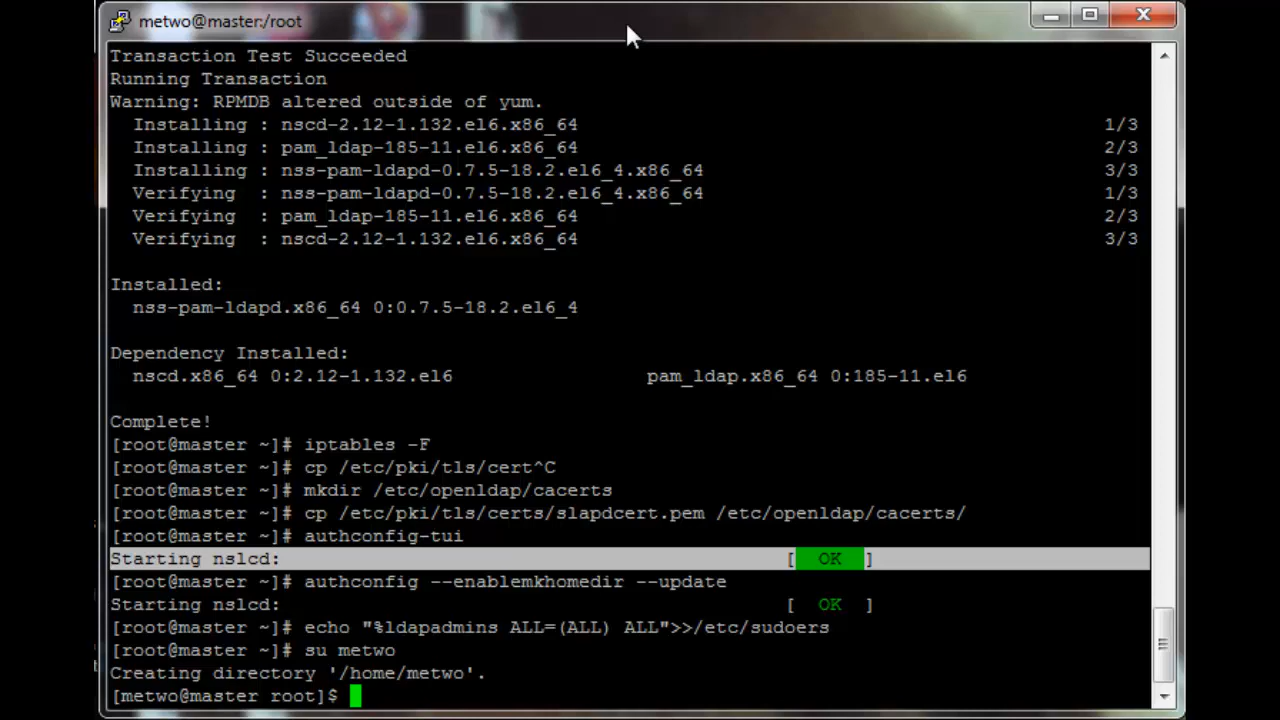 metwo@master:/root
Transaction Test Succeeded
Running Transaction
Warning: RPMDB altered outside of yum.
  Installing : nscd-2.12-1.132.el6.x86_64 1/3
  Installing : pam_ldap-185-11.el6.x86_64 2/3
  Installing : nss-pam-ldapd-0.7.5-18.2.el6_4.x86_64 3/3
  Verifying  : nss-pam-ldapd-0.7.5-18.2.el6_4.x86_64 1/3
  Verifying  : pam_ldap-185-11.el6.x86_64 2/3
  Verifying  : nscd-2.12-1.132.el6.x86_64 3/3
Installed:
  nss-pam-ldapd.x86_64 0:0.7.5-18.2.el6_4
Dependency Installed:
  nscd.x86_64 0:2.12-1.132.el6 pam_ldap.x86_64 0:185-11.el6
Complete!
[root@master ~]# iptables -F
[root@master ~]# cp /etc/pki/tls/cert^C
[root@master ~]# mkdir /etc/openldap/cacerts
[root@master ~]# cp /etc/pki/tls/certs/slapdcert.pem /etc/openldap/cacerts/
[root@master ~]# authconfig-tui
Starting nslcd: [  OK  ]
[root@master ~]# authconfig --enablemkhomedir --update
Starting nslcd: [  OK  ]
[root@master ~]# echo "%ldapadmins ALL=(ALL) ALL">>/etc/sudoers
[root@master ~]# su metwo
Creating directory '/home/metwo'.
[metwo@master root]$